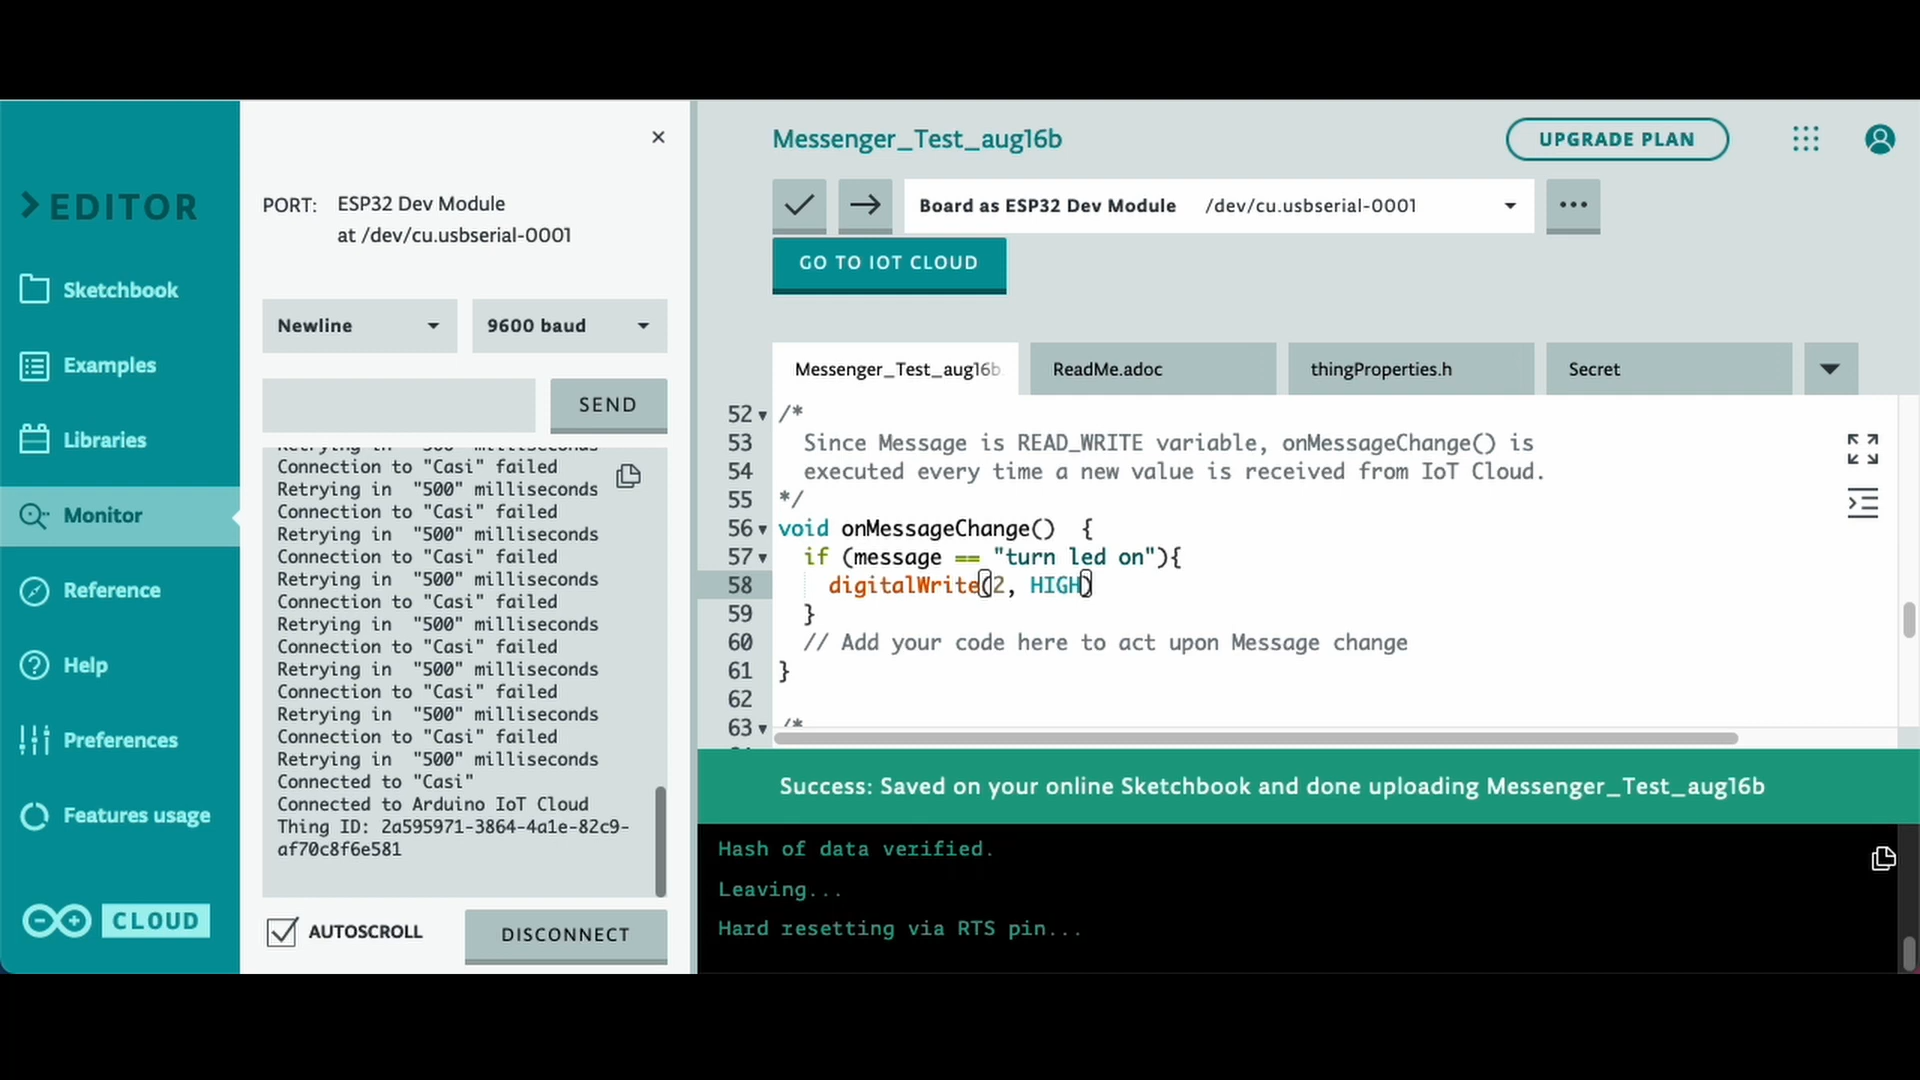 EDITOR
Sketchbook
Examples
Libraries
Monitor
Reference
Help
Preferences
Features usage
CLOUD
PORT: ESP32 Dev Module
at /dev/cu.usbserial-0001
Newline
9600 baud
SEND
Retrying in "500" milliseconds
Connection to "Casi" failed
Retrying in "500" milliseconds
Connection to "Casi" failed
Retrying in "500" milliseconds
Connection to "Casi" failed
Retrying in "500" milliseconds
Connection to "Casi" failed
Retrying in "500" milliseconds
Connection to "Casi" failed
Retrying in "500" milliseconds
Connection to "Casi" failed
Retrying in "500" milliseconds
Connection to "Casi" failed
Retrying in "500" milliseconds
Connected to "Casi"
Connected to Arduino IoT Cloud
Thing ID: 2a595971-3864-4a1e-82c9-
af70c8f6e581
AUTOSCROLL
DISCONNECT
Messenger_Test_aug16b
UPGRADE PLAN
Board as ESP32 Dev Module /dev/cu.usbserial-0001
GO TO IOT CLOUD
Messenger_Test_aug16b
ReadMe.adoc
thingProperties.h
Secret
52 /*
53 Since Message is READ_WRITE variable, onMessageChange() is
54 executed every time a new value is received from IoT Cloud.
55 */
56 void onMessageChange()  {
57 if (message == "turn led on"){
58 digitalWrite(2, HIGH)
59 }
60 // Add your code here to act upon Message change
61 }
62
63 /*
Success: Saved on your online Sketchbook and done uploading Messenger_Test_aug16b
Hash of data verified.
Leaving...
Hard resetting via RTS pin...